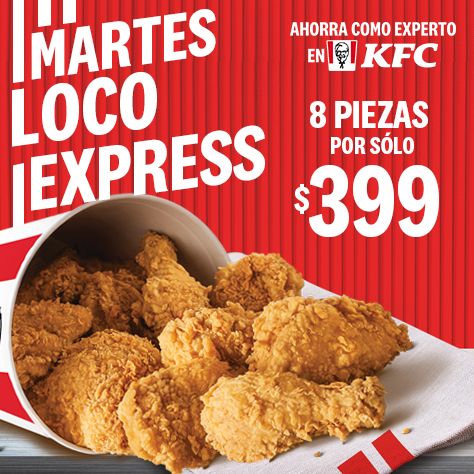 MARTES
LOCO
EXPRESS
AHORRA COMO EXPERTO
EN KFC
8 PIEZAS
POR SÓLO
$399